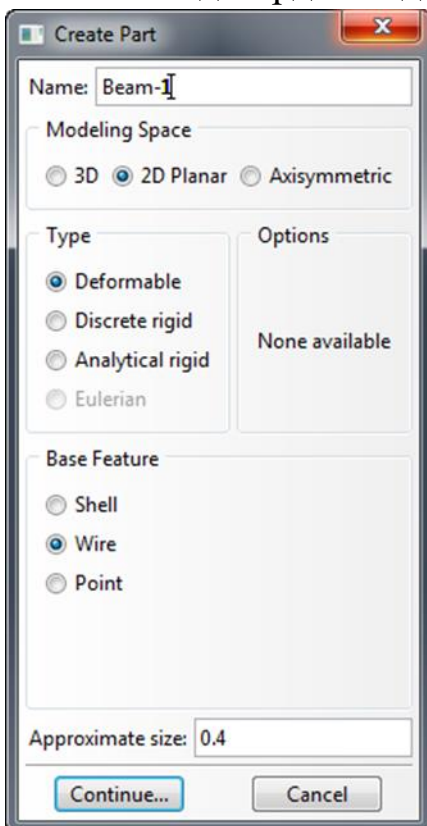 Create Part
Name: Beam-1
Modeling Space
3D 2D Planar Axisymmetric
Type
Options
Deformable
Discrete rigid
Analytical rigid
Eulerian
None available
Base Feature
Shell
Wire
Point
Approximate size: 0.4
Continue... Cancel